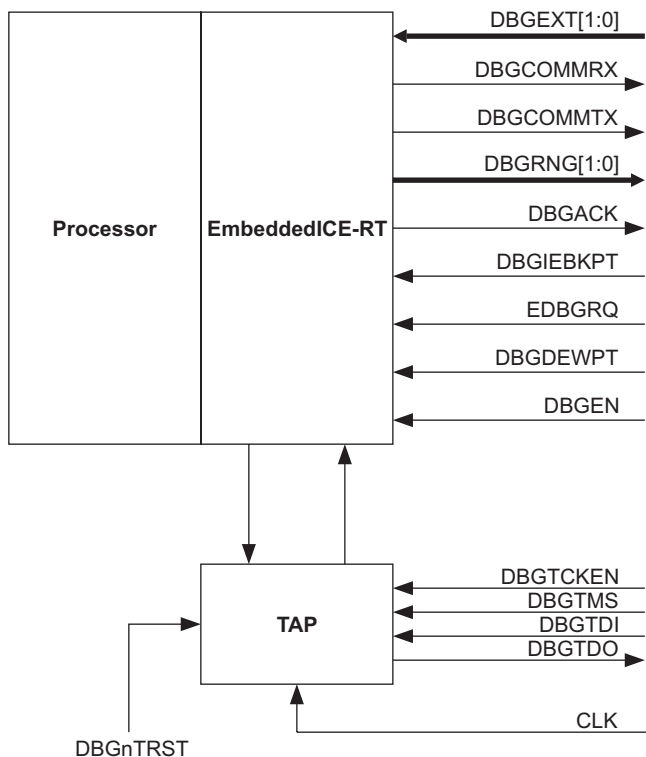 DBGEXT[1:0]
DBGCOMMRX
DBGCOMMTX
DBGRNG[1:0]
Processor
EmbeddedICE-RT
DBGACK
DBGIEBKPT
EDBGRQ
DBGDEWPT
DBGEN
DBGTCKEN
DBGTMS
TAP
DBGTDI
DBGTDO
CLK
DBGnTRST